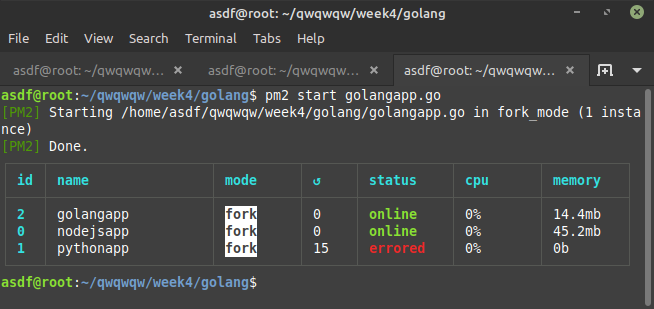 asdf@root: ~/qwqwqw/week4/golang
File Edit View Search Terminal Tabs Help
asdf@root: ~/qwqwqw... asdf@root: ~/qwqwqw... asdf@root: ~/qwqwqw...
asdf@root:~/qwqwqw/week4/golang$ pm2 start golangapp.go
[PM2] Starting /home/asdf/qwqwqw/week4/golang/golangapp.go in fork_mode (1 insta
nce)
[PM2] Done.
id name mode ↺ status cpu memory
2 golangapp fork 0 online 0% 14.4mb
0 nodejsapp fork 0 online 0% 45.2mb
1 pythonapp fork 15 errored 0% 0b
asdf@root:~/qwqwqw/week4/golang$